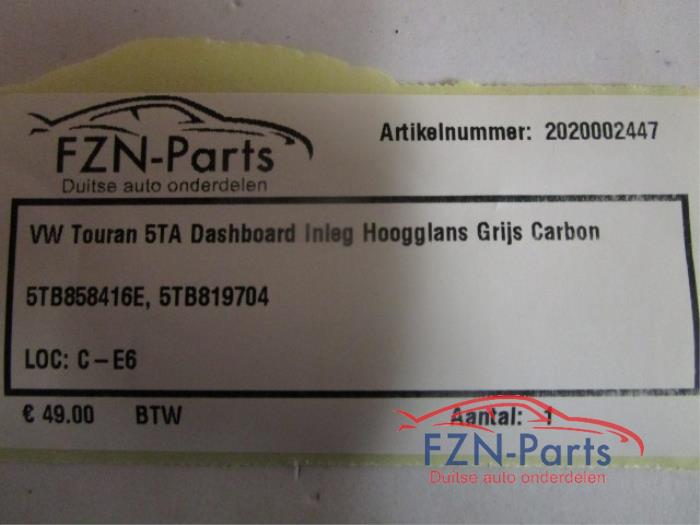 FZN-Parts
Duitse auto onderdelen
Artikelnummer: 2020002447
VW Touran 5TA Dashboard Inleg Hoogglans Grijs Carbon
5TB858416E, 5TB819704
LOC: C-E6
€ 49.00 BTW Aantal: 1
FZN-Parts
Duitse auto onderdelen